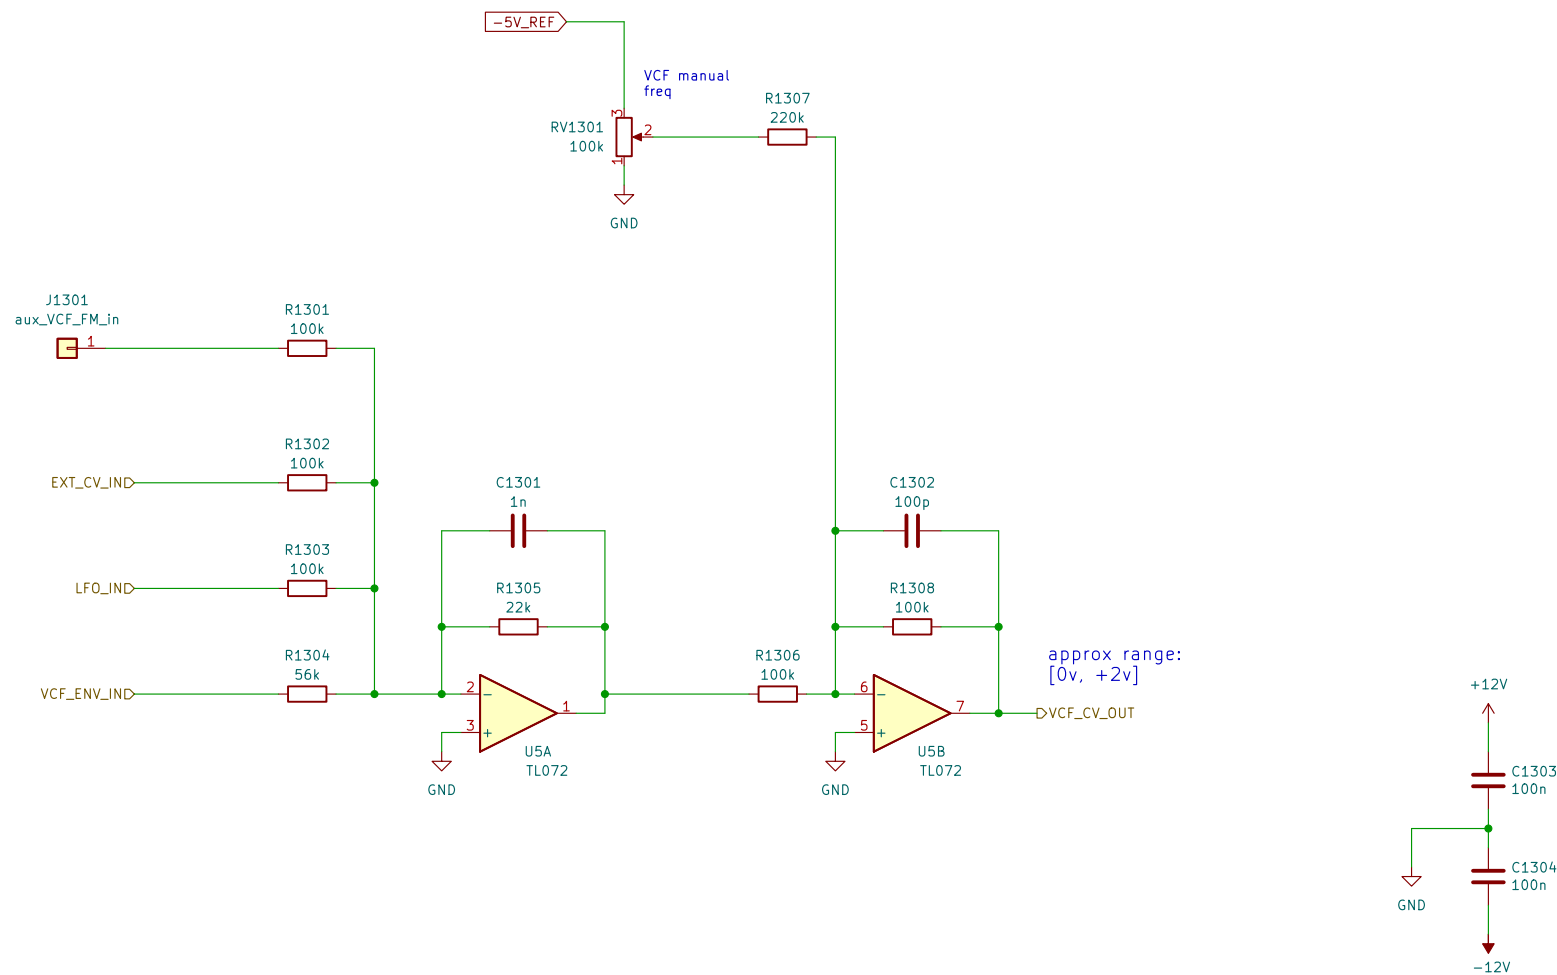 -5V_REF
VCF manual
freq
RV1301
100k
3
2
1
GND
R1307
220k
J1301
aux_VCF_FM_in
1
R1301
100k
R1302
100k
EXT_CV_IN
R1303
100k
LFO_IN
R1304
56k
VCF_ENV_IN
C1301
1n
R1305
22k
2
3
1
−
+
U5A
TL072
GND
R1306
100k
C1302
100p
R1308
100k
6
5
7
−
+
U5B
TL072
GND
approx range:
[0v, +2v]
VCF_CV_OUT
+12V
C1303
100n
GND
C1304
100n
-12V